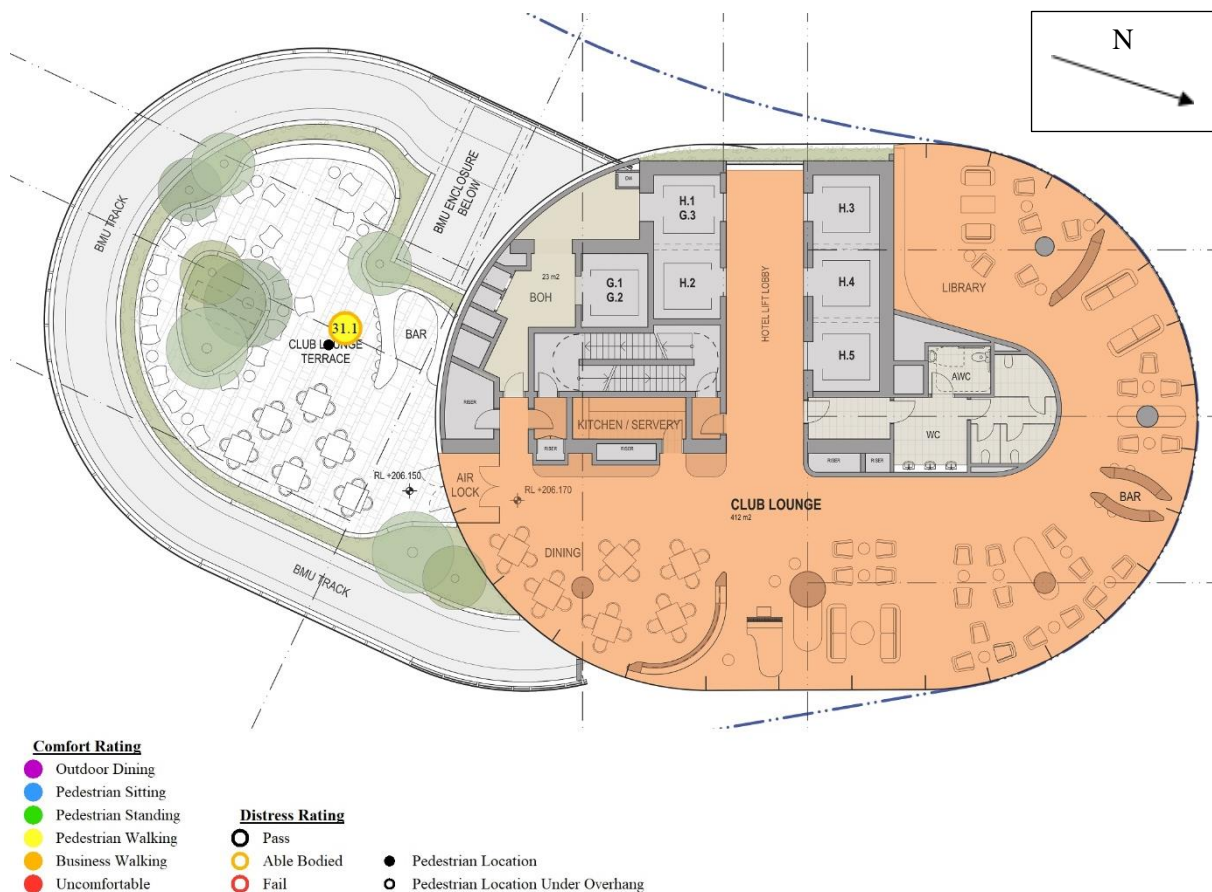 N
BMU TRACK
BMU ENCLOSURE
BELOW
31.1
CLUB LOUNGE
TERRACE
BAR
RL +206.150
BMU TRACK
23 m2
BOH
G.1
G.2
H.1
G.3
H.2
HOTEL LIFT LOBBY
H.3
H.4
H.5
LIBRARY
AWC
WC
RISER
RISER
RISER
RISER
RISER
KITCHEN / SERVERY
AIR
LOCK
RL +206.170
DINING
CLUB LOUNGE
412 m2
BAR
Comfort Rating
Outdoor Dining
Pedestrian Sitting
Pedestrian Standing
Pedestrian Walking
Business Walking
Uncomfortable
Distress Rating
Pass
Able Bodied
Fail
Pedestrian Location
Pedestrian Location Under Overhang